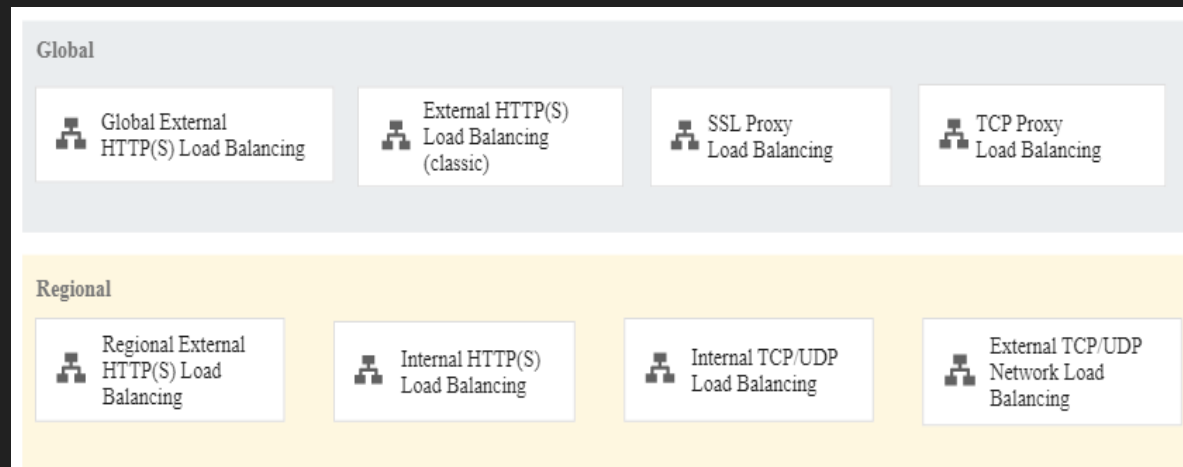 Global
Global External
HTTP(S) Load Balancing
External HTTP(S)
Load Balancing
(classic)
SSL Proxy
Load Balancing
TCP Proxy
Load Balancing
Regional
Regional External
HTTP(S) Load
Balancing
Internal HTTP(S)
Load Balancing
Internal TCP/UDP
Load Balancing
External TCP/UDP
Network Load
Balancing